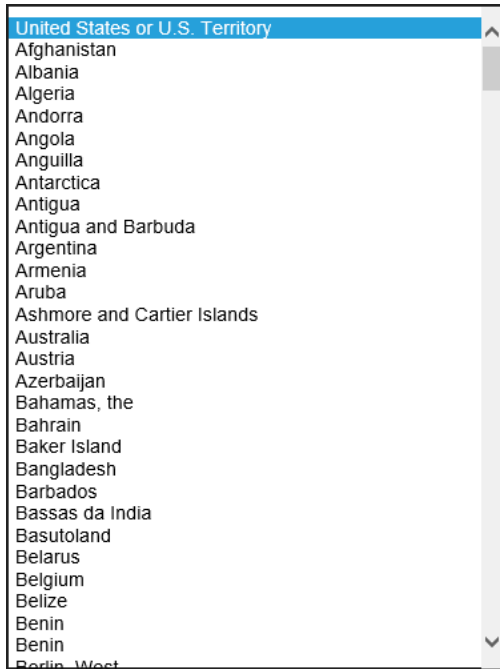 United States or U.S. Territory
Afghanistan
Albania
Algeria
Andorra
Angola
Anguilla
Antarctica
Antigua
Antigua and Barbuda
Argentina
Armenia
Aruba
Ashmore and Cartier Islands
Australia
Austria
Azerbaijan
Bahamas, the
Bahrain
Baker Island
Bangladesh
Barbados
Bassas da India
Basutoland
Belarus
Belgium
Belize
Benin
Benin
Berlin, West